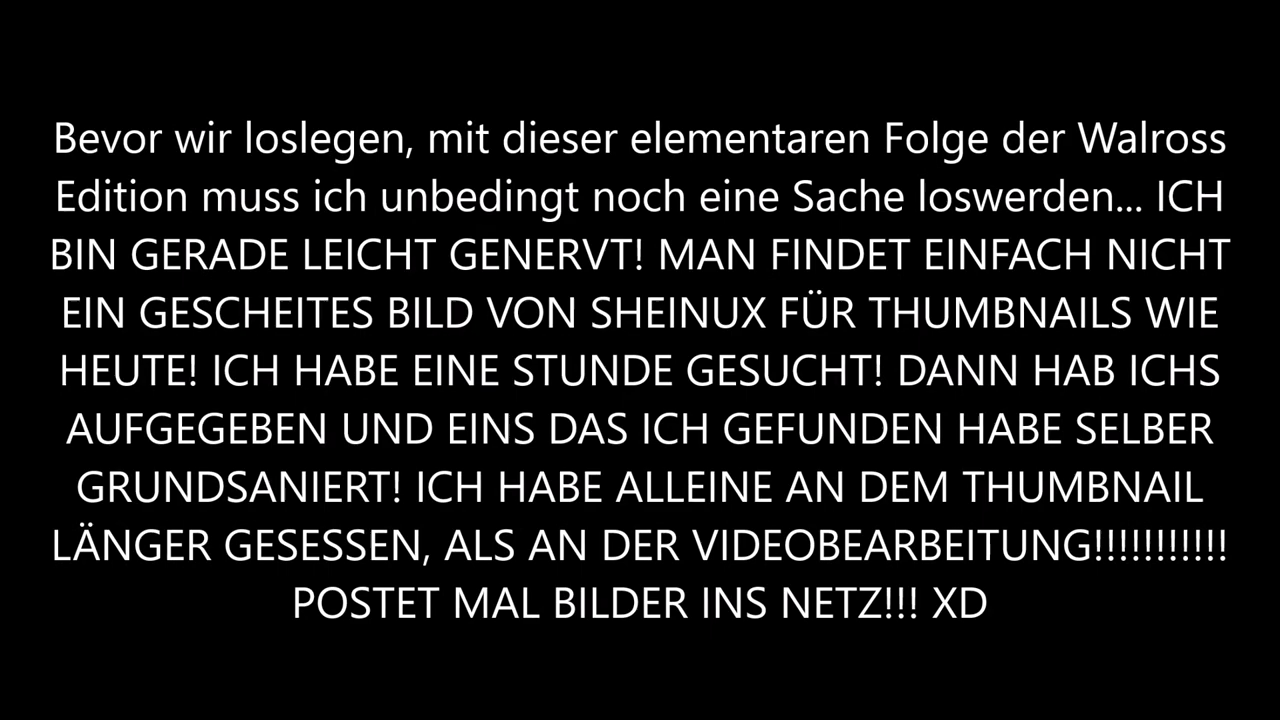 Bevor wir loslegen, mit dieser elementaren Folge der Walross
Edition muss ich unbedingt noch eine Sache loswerden... ICH
BIN GERADE LEICHT GENERVT! MAN FINDET EINFACH NICHT
EIN GESCHEITES BILD VON SHEINUX FÜR THUMBNAILS WIE
HEUTE! ICH HABE EINE STUNDE GESUCHT! DANN HAB ICHS
AUFGEGEBEN UND EINS DAS ICH GEFUNDEN HABE SELBER
GRUNDSANIERT! ICH HABE ALLEINE AN DEM THUMBNAIL
LÄNGER GESESSEN, ALS AN DER VIDEOBEARBEITUNG!!!!!!!!!!!
POSTET MAL BILDER INS NETZ!!! XD